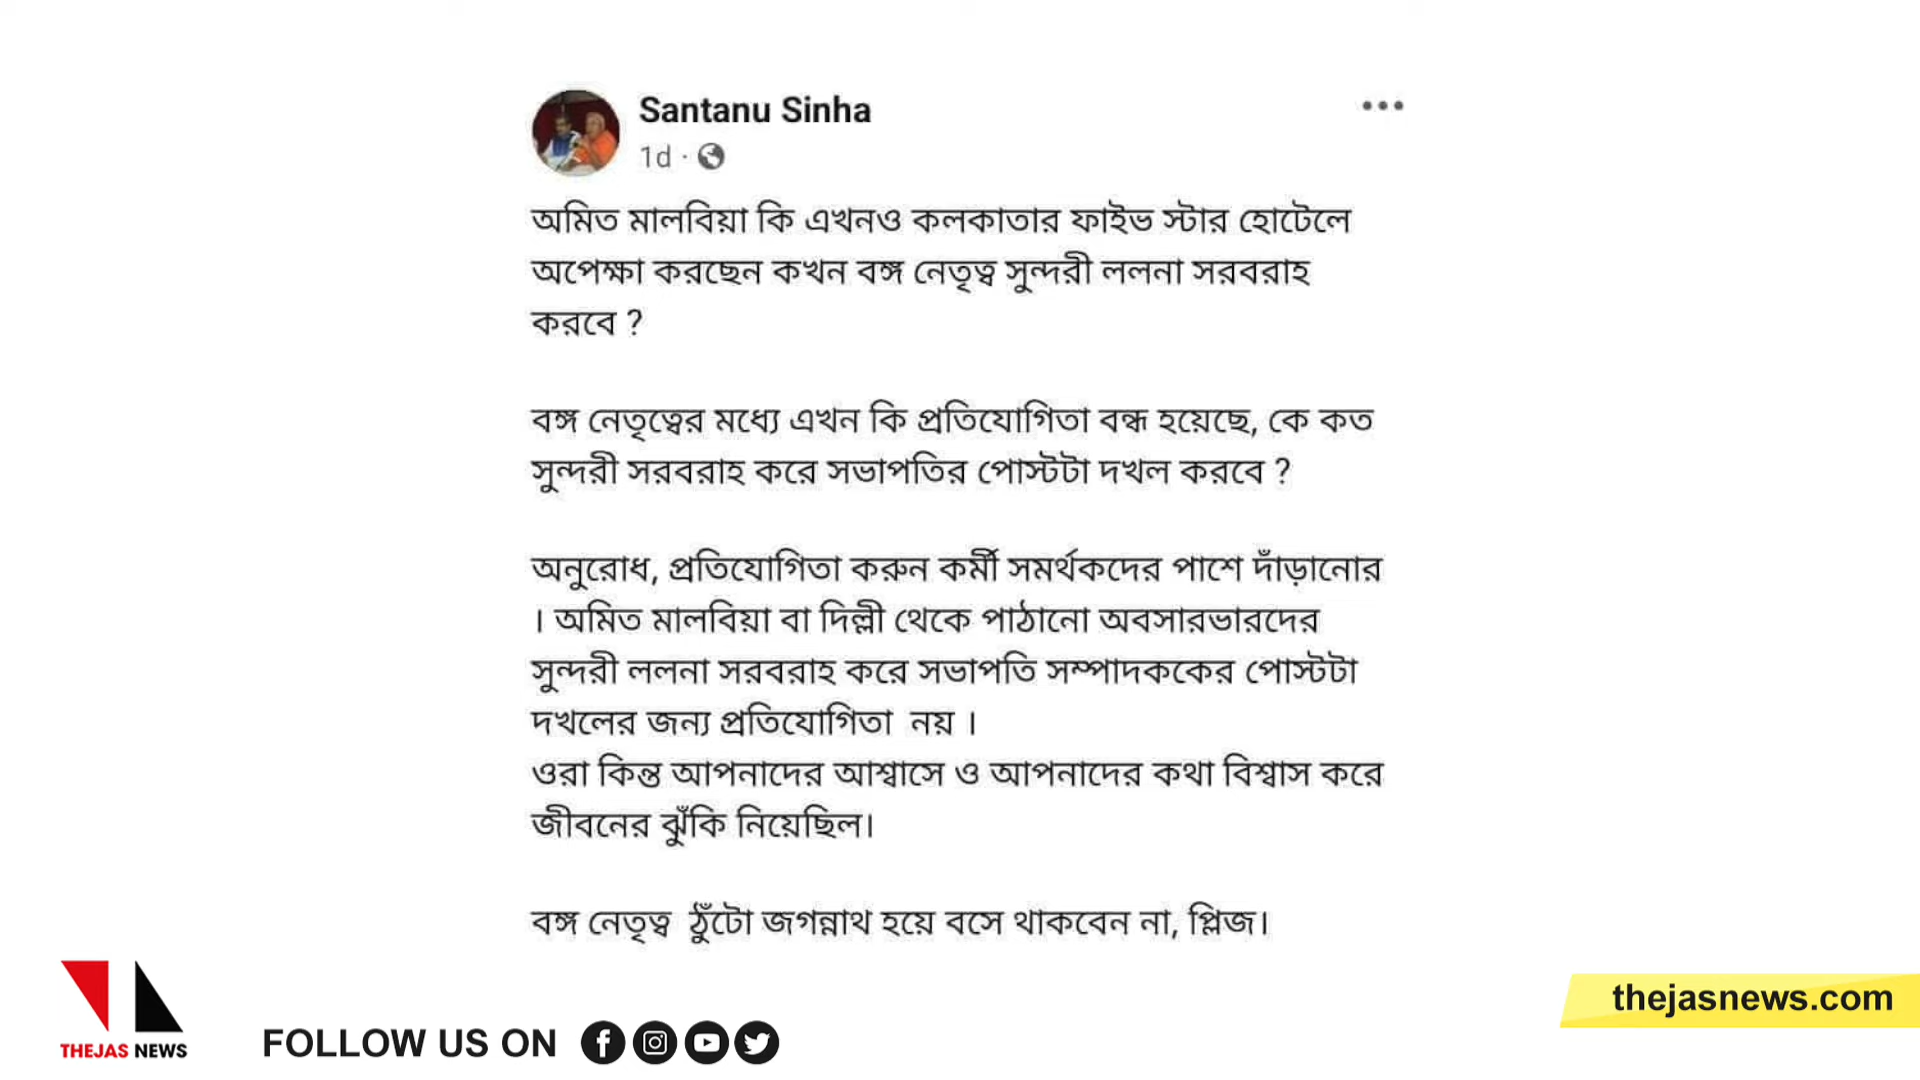 Santanu Sinha
1d ·
অমিত মালবিয়া কি এখনও কলকাতার ফাইভ স্টার হোটেলে
অপেক্ষা করছেন কখন বঙ্গ নেতৃত্ব সুন্দরী ললনা সরবরাহ
করবে ?
বঙ্গ নেতৃত্বের মধ্যে এখন কি প্রতিযোগিতা বন্ধ হয়েছে, কে কত
সুন্দরী সরবরাহ করে সভাপতির পোস্টটা দখল করবে ?
অনুরোধ, প্রতিযোগিতা করুন কর্মী সমর্থকদের পাশে দাঁড়ানোর
। অমিত মালবিয়া বা দিল্লী থেকে পাঠানো অবসারভারদের
সুন্দরী ললনা সরবরাহ করে সভাপতি সম্পাদককের পোস্টটা
দখলের জন্য প্রতিযোগিতা নয় ।
ওরা কিন্তু আপনাদের আশ্বাসে ও আপনাদের কথা বিশ্বাস করে
জীবনের ঝুঁকি নিয়েছিল।
বঙ্গ নেতৃত্ব ঠুঁটো জগন্নাথ হয়ে বসে থাকবেন না, প্লিজ।
thejasnews.com
THEJAS NEWS
FOLLOW US ON